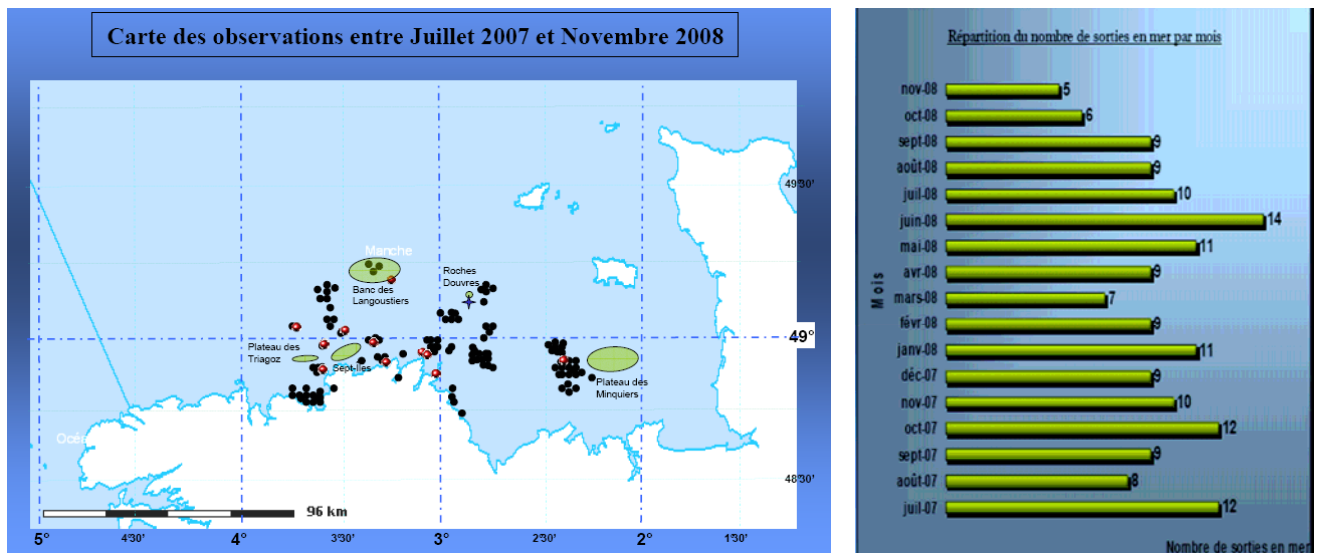 Carte des observations entre Juillet 2007 et Novembre 2008
49°30'
Manche
Roches
Douvres
Banc des
Langoustiers
49°
Plateau des
Triagoz
Sept-Iles
Plateau des
Minquiers
Océa
48°30'
96 km
5°
4°30'
4°
3°30'
3°
2°30'
2°
1°30'
Répartition du nombre de sorties en mer par mois
Mois
nov-08 5
oct-08 6
sept-08 9
août-08 9
juil-08 10
juin-08 14
mai-08 11
avr-08 9
mars-08 7
févr-08 9
janv-08 11
déc-07 9
nov-07 10
oct-07 12
sept-07 9
août-07 8
juil-07 12
Nombre de sorties en mer